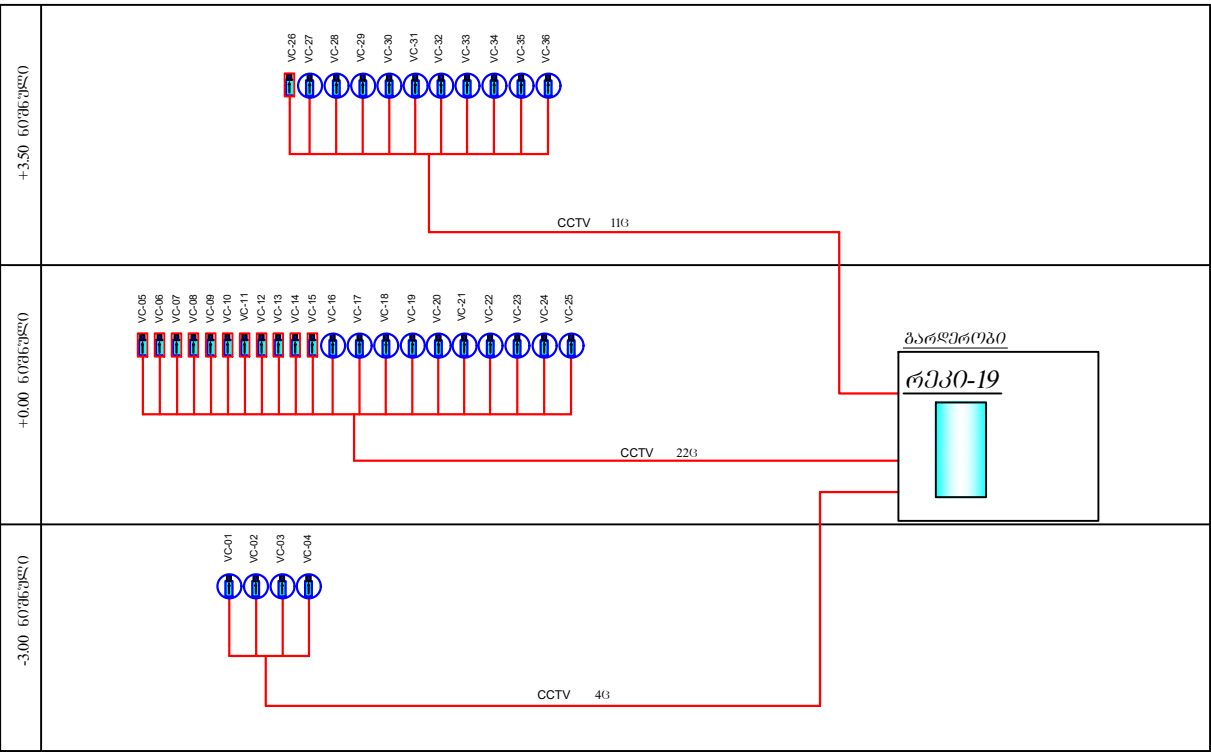 +3.50 ნიშნული
VC-26 VC-27 VC-28 VC-29 VC-30 VC-31 VC-32 VC-33 VC-34 VC-35 VC-36
CCTV 11ც
+0.00 ნიშნული
VC-05 VC-06 VC-07 VC-08 VC-09 VC-10 VC-11 VC-12 VC-13 VC-14 VC-15 VC-16 VC-17 VC-18 VC-19 VC-20 VC-21 VC-22 VC-23 VC-24 VC-25
გარდერობი
რეკი-19
CCTV 22ც
-3.00 ნიშნული
VC-01 VC-02 VC-03 VC-04
CCTV 4ც